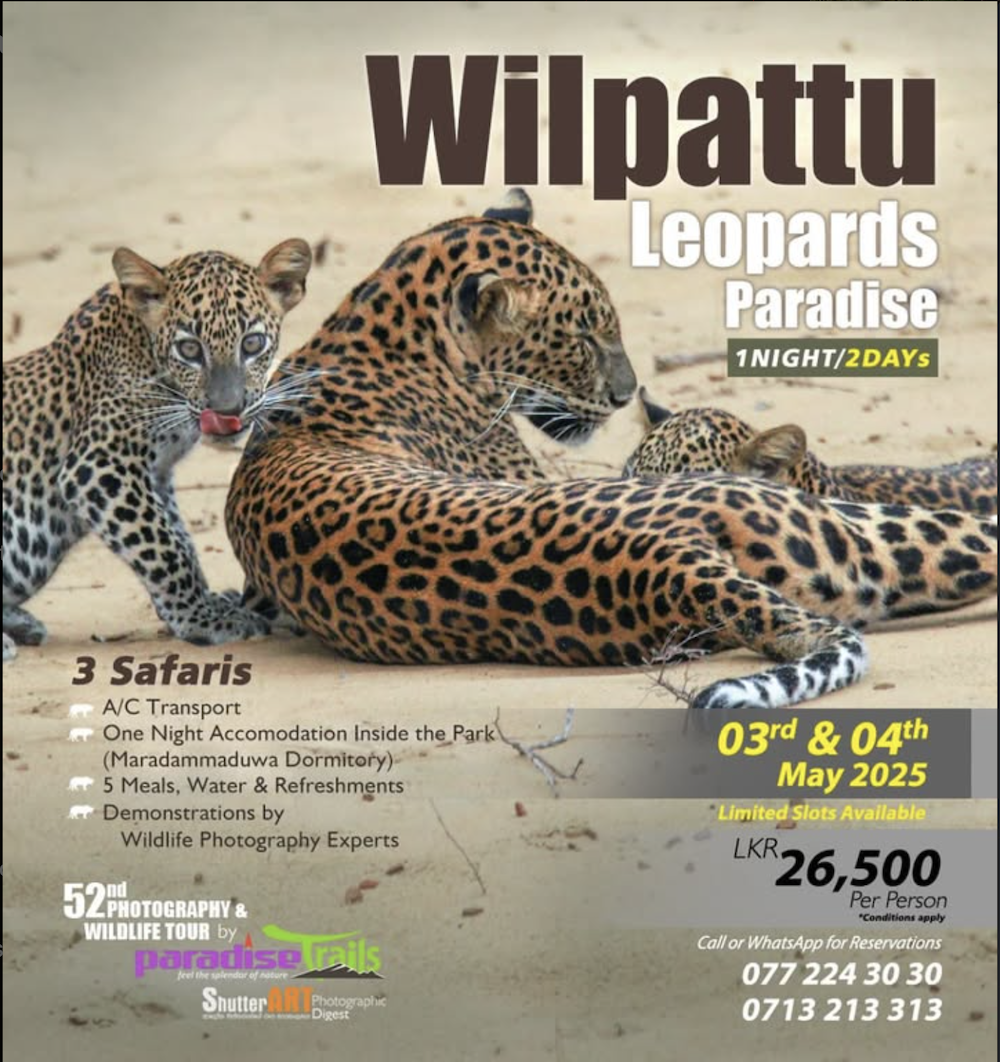 Wilpattu
Leopards
Paradise
1NIGHT/2DAYs
3 Safaris
A/C Transport
One Night Accomodation Inside the Park
(Maradammaduwa Dormitory)
5 Meals, Water & Refreshments
Demonstrations by
Wildlife Photography Experts
03rd & 04th
May 2025
Limited Slots Available
LKR 26,500
Per Person
*Conditions apply
52nd
PHOTOGRAPHY &
WILDLIFE TOUR by
paradise Trails
feel the splendor of nature
ShutterART Photographic
Digest
Call or WhatsApp for Reservations
077 224 30 30
0713 213 313